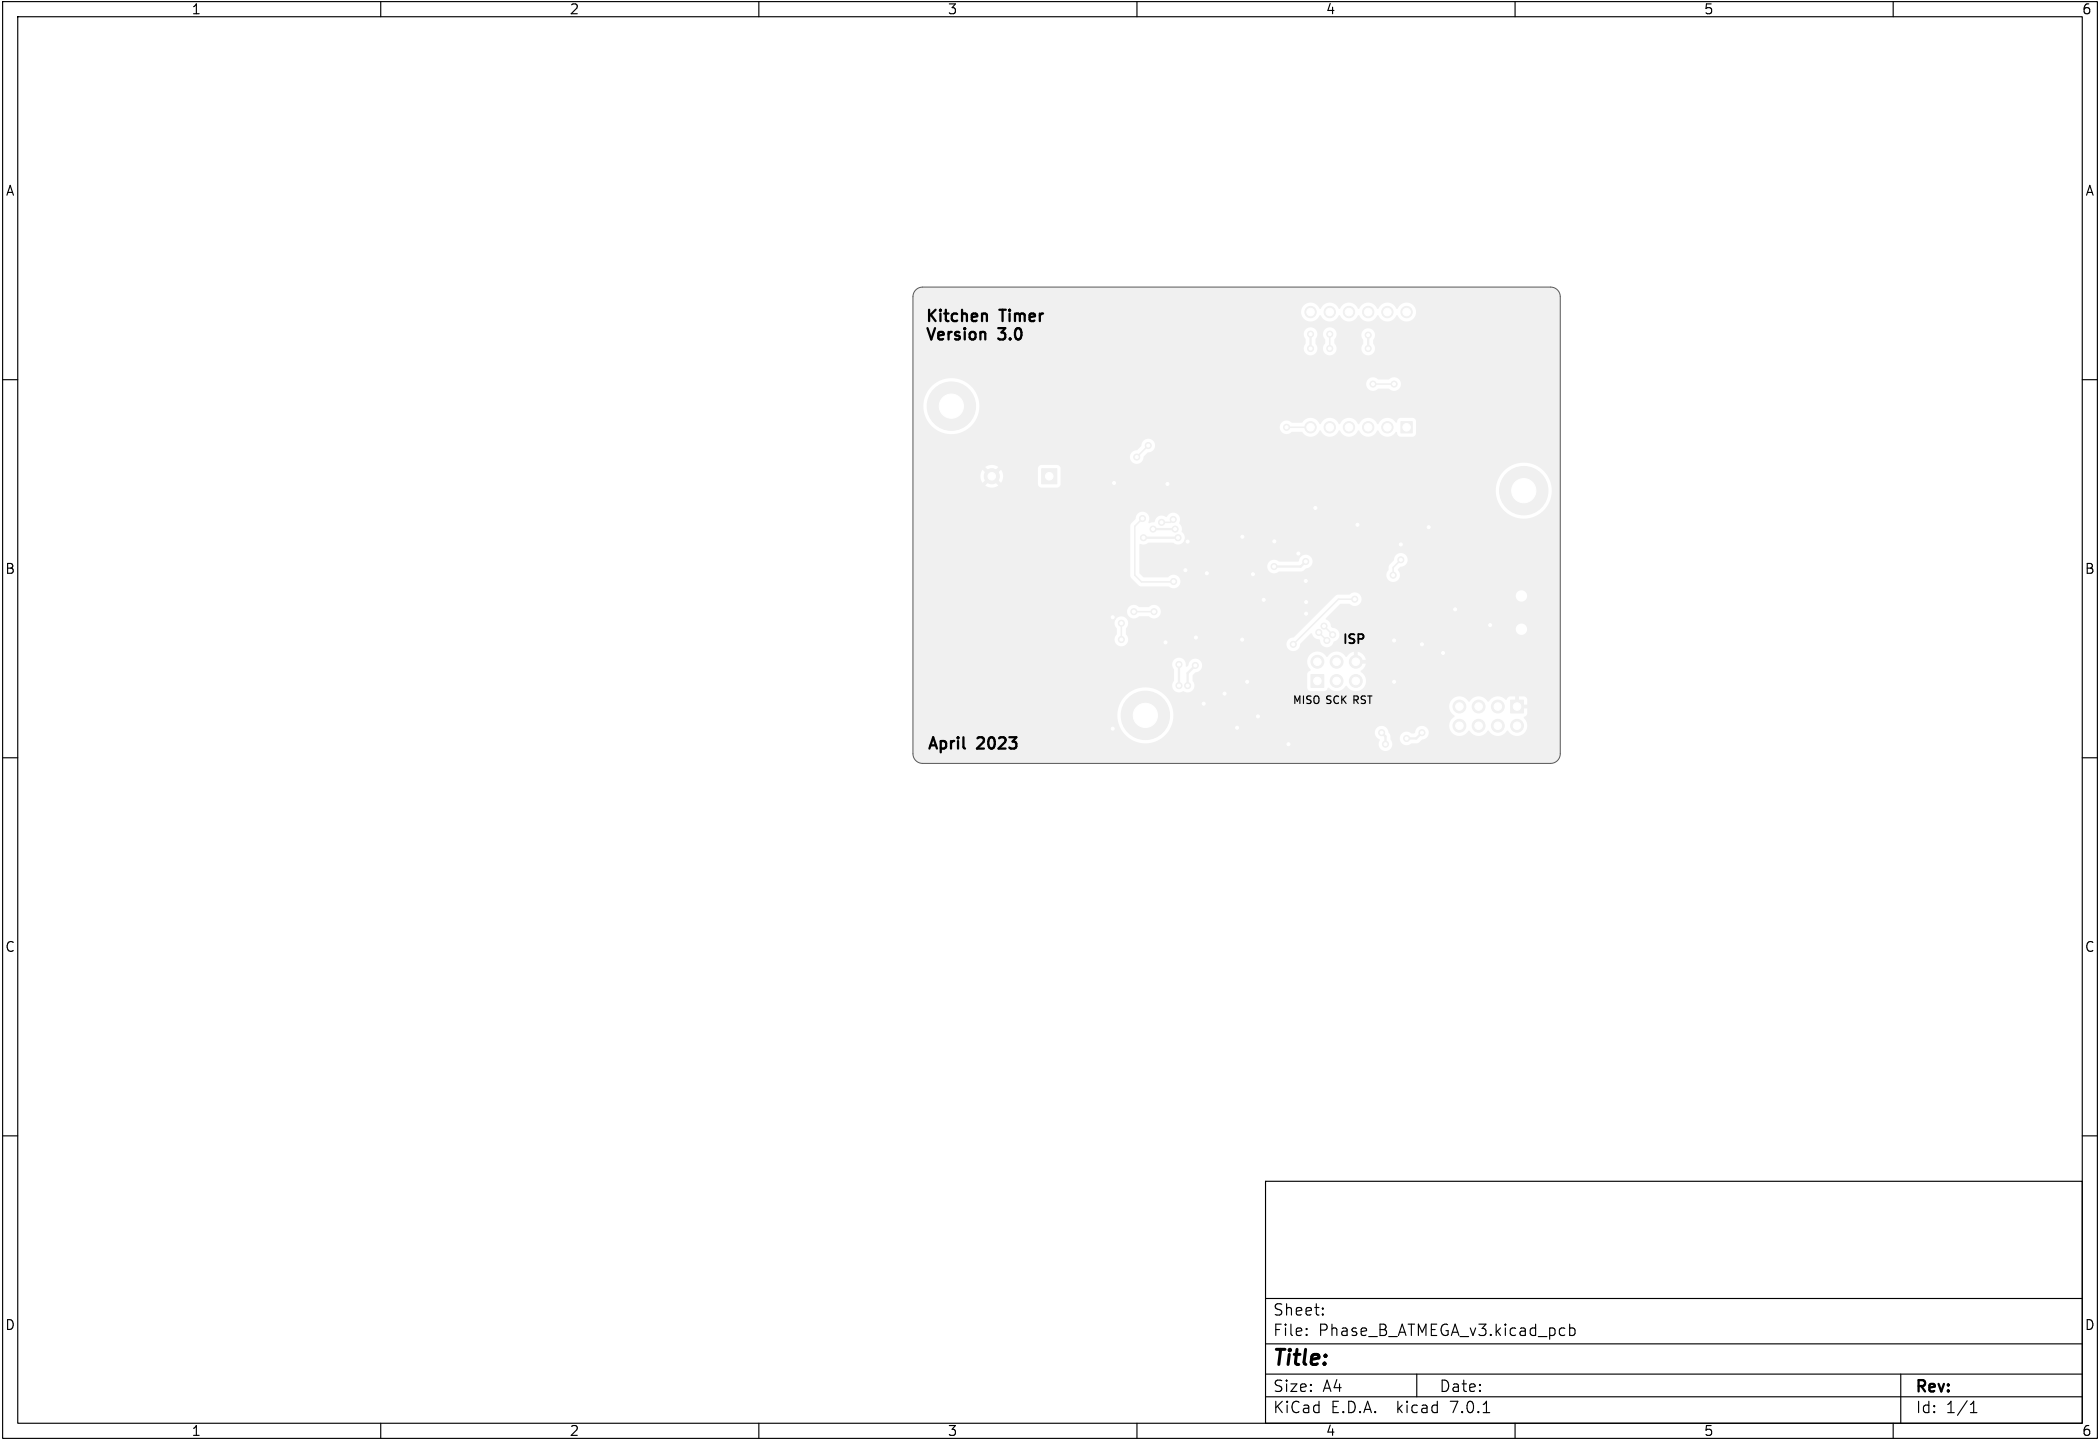 1 2 3 4 5 6
A A
Kitchen Timer
Version 3.0
B B
ISP
MISO SCK RST
April 2023
C C
Sheet:
File: Phase_B_ATMEGA_v3.kicad_pcb
D D
Title:
Size: A4 Date: Rev:
KiCad E.D.A. kicad 7.0.1 Id: 1/1
1 2 3 4 5 6